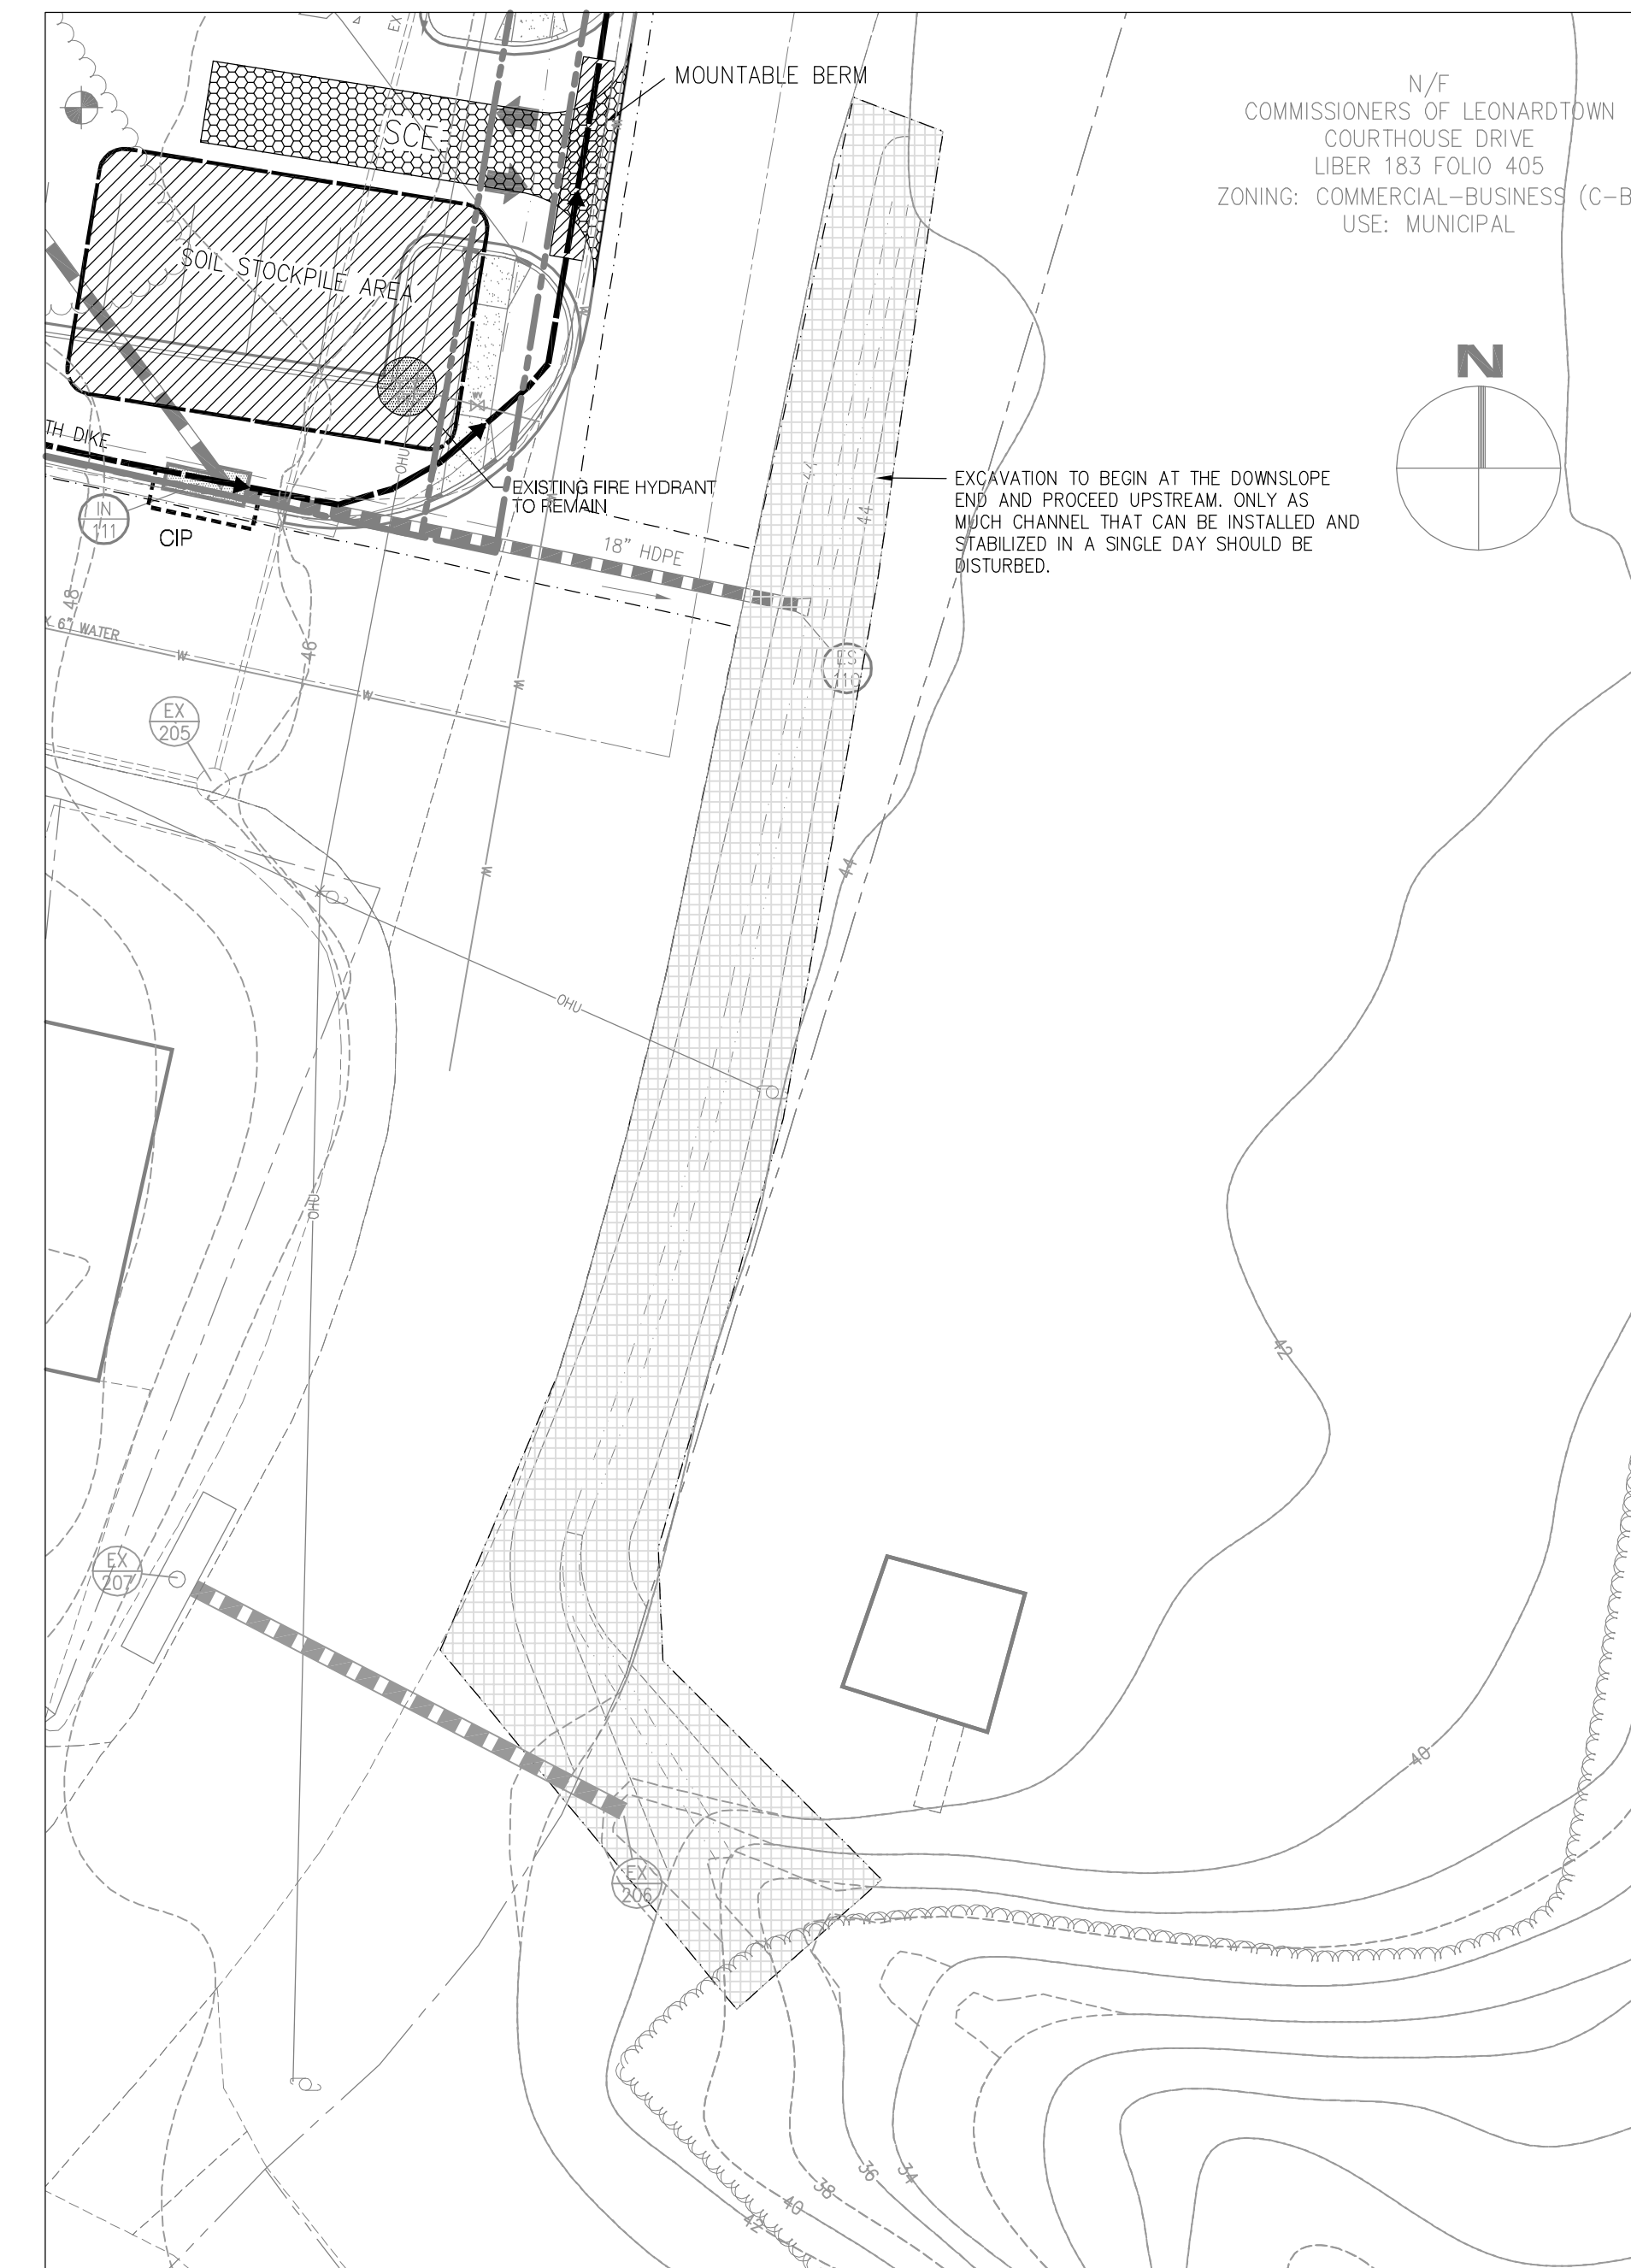 EX
MOUNTABLE BERM
SCE
N/F
COMMISSIONERS OF LEONARDTOWN
COURTHOUSE DRIVE
LIBER 183 FOLIO 405
ZONING: COMMERCIAL-BUSINESS (C-B
USE: MUNICIPAL
W
SOIL STOCKPILE AREA
W
N
WV
TH DIKE
OHU
44
EXISTING FIRE HYDRANT
TO REMAIN
W
EXCAVATION TO BEGIN AT THE DOWNSLOPE
END AND PROCEED UPSTREAM. ONLY AS
MUCH CHANNEL THAT CAN BE INSTALLED AND
STABILIZED IN A SINGLE DAY SHOULD BE
DISTURBED.
44
IN
111
CIP
18" HDPE
48
6" WATER
W
46
W
W
ES
EX
205
44
W
OHU
OHU
42
EX
207
40
EX
206
36
34
38
40
42